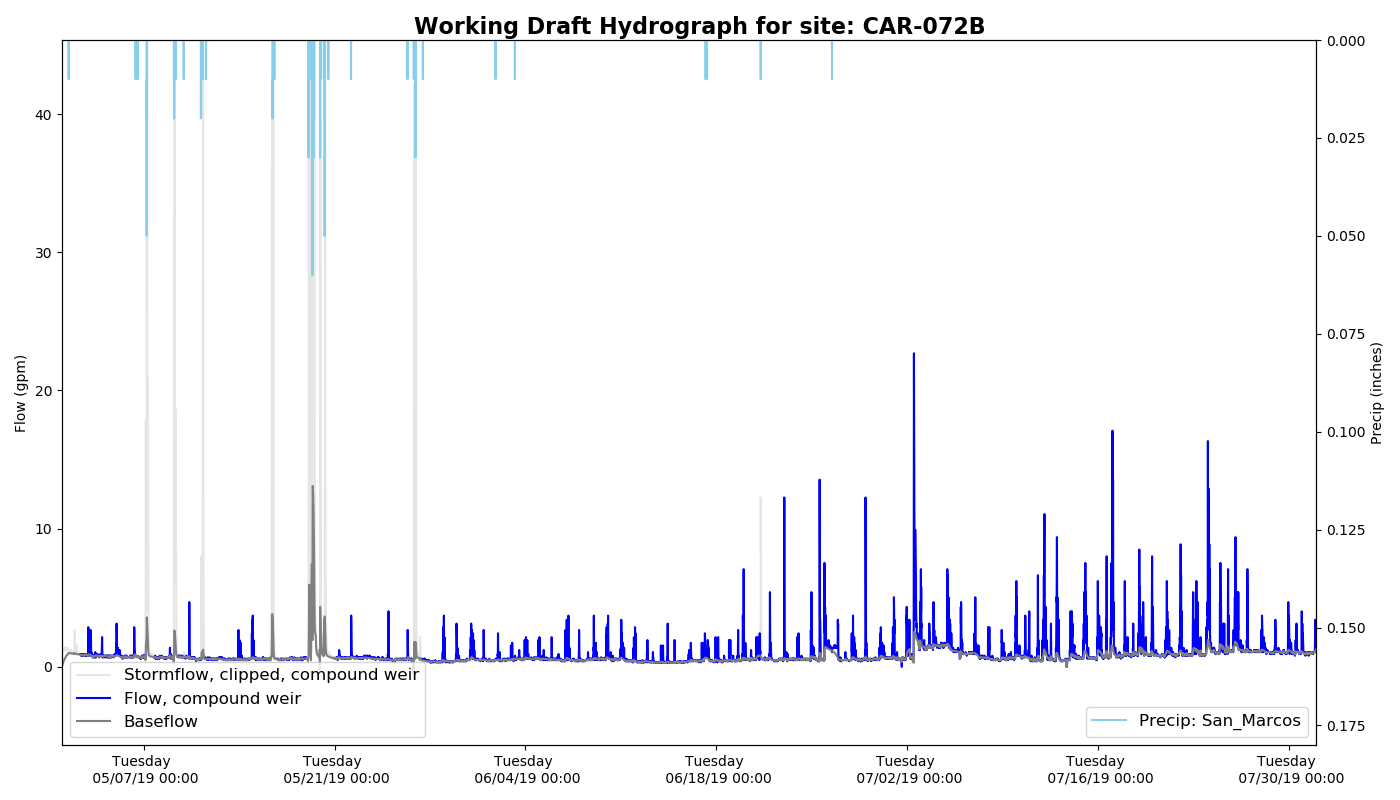 Working Draft Hydrograph for site: CAR-072B
40
30
20
10
0
Flow (gpm)
0.000
0.025
0.050
0.075
0.100
0.125
0.150
0.175
Precip (inches)
Stormflow, clipped, compound weir
Flow, compound weir
Baseflow
Precip: San_Marcos
Tuesday
05/07/19 00:00
Tuesday
05/21/19 00:00
Tuesday
06/04/19 00:00
Tuesday
06/18/19 00:00
Tuesday
07/02/19 00:00
Tuesday
07/16/19 00:00
Tuesday
07/30/19 00:00